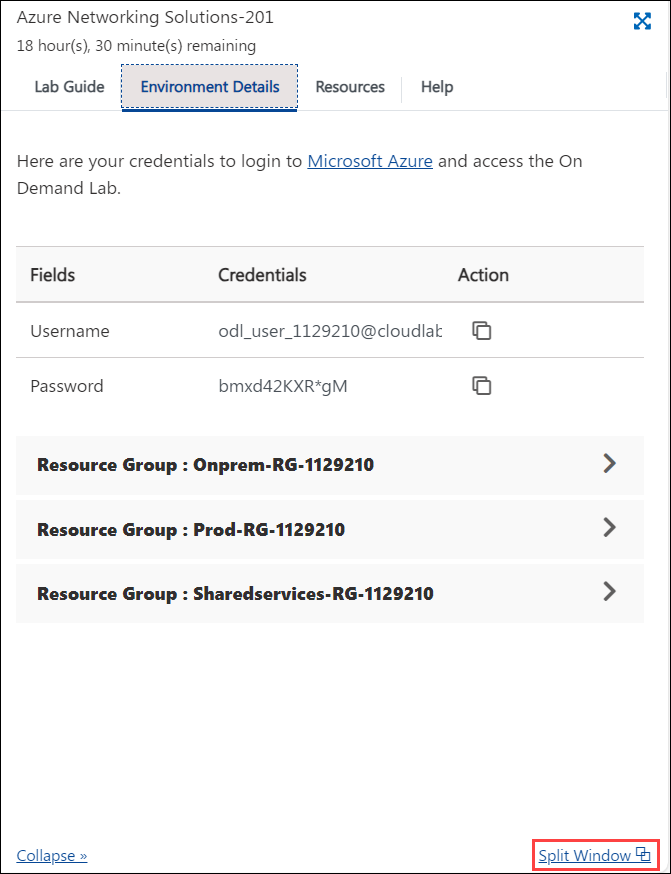 Azure Networking Solutions-201
18 hour(s), 30 minute(s) remaining
Lab Guide Environment Details Resources Help
Here are your credentials to login to Microsoft Azure and access the On
Demand Lab.
Fields Credentials Action
Username odl_user_1129210@cloudlab
Password bmxd42KXR*gM
Resource Group : Onprem-RG-1129210
Resource Group : Prod-RG-1129210
Resource Group : Sharedservices-RG-1129210
Collapse » Split Window